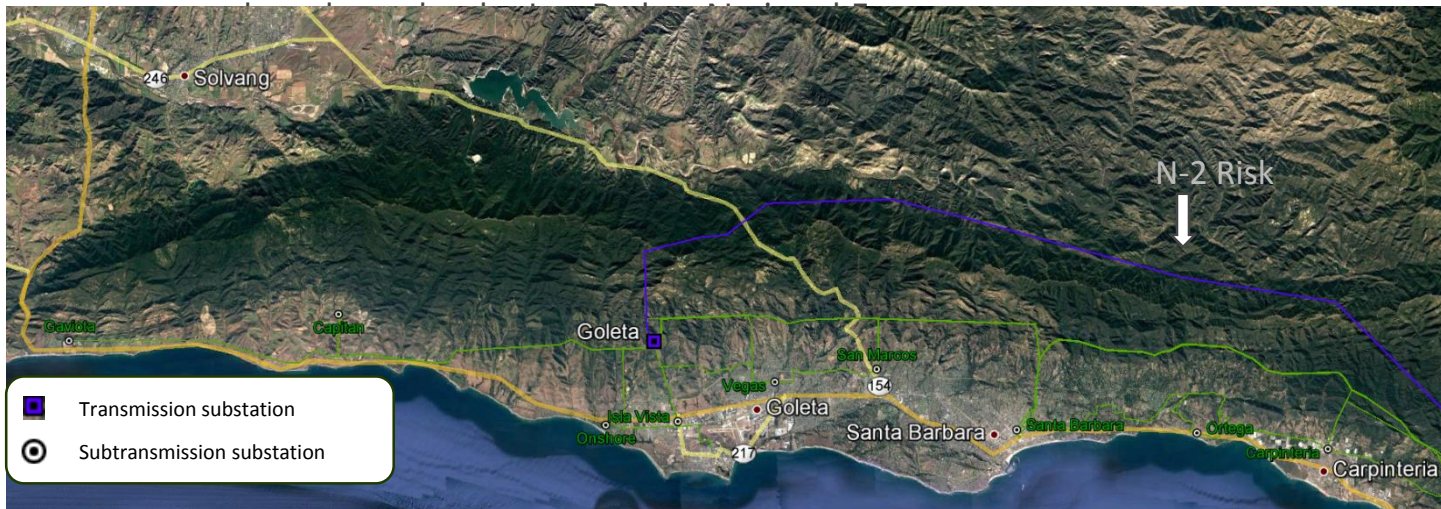 246
Solvang
N-2 Risk
Gaviota
Capitan
Goleta
San Marcos
Vegas
154
Isla Vista
Goleta
Onshore
Santa Barbara
Santa Barbara
Ortega
217
Carpinteria
Carpinteria
Transmission substation
Subtransmission substation